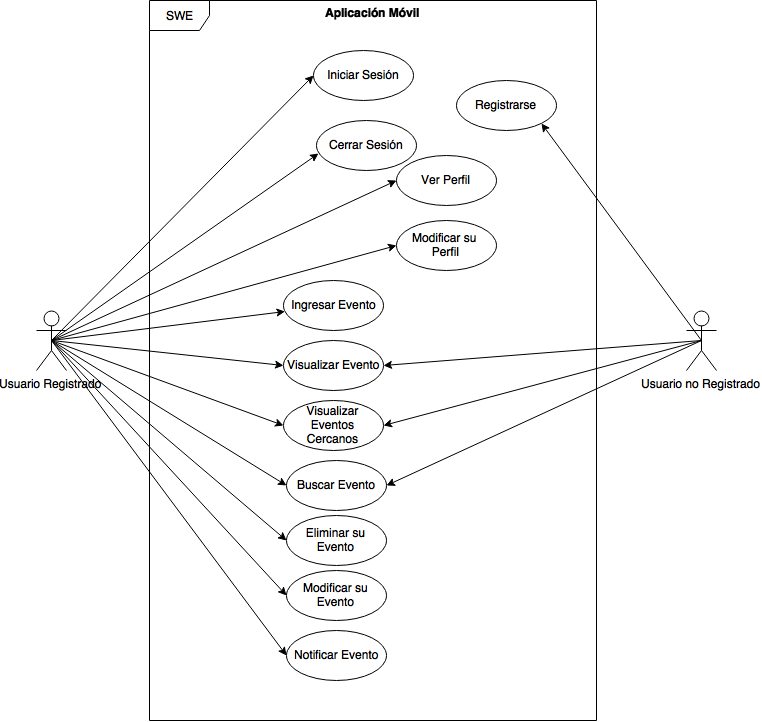 SWE
Aplicación Móvil
Iniciar Sesión
Registrarse
Cerrar Sesión
Ver Perfil
Modificar su
Perfil
Ingresar Evento
Visualizar Evento
Usuario Registrado
Usuario no Registrado
Visualizar
Eventos
Cercanos
Buscar Evento
Eliminar su
Evento
Modificar su
Evento
Notificar Evento